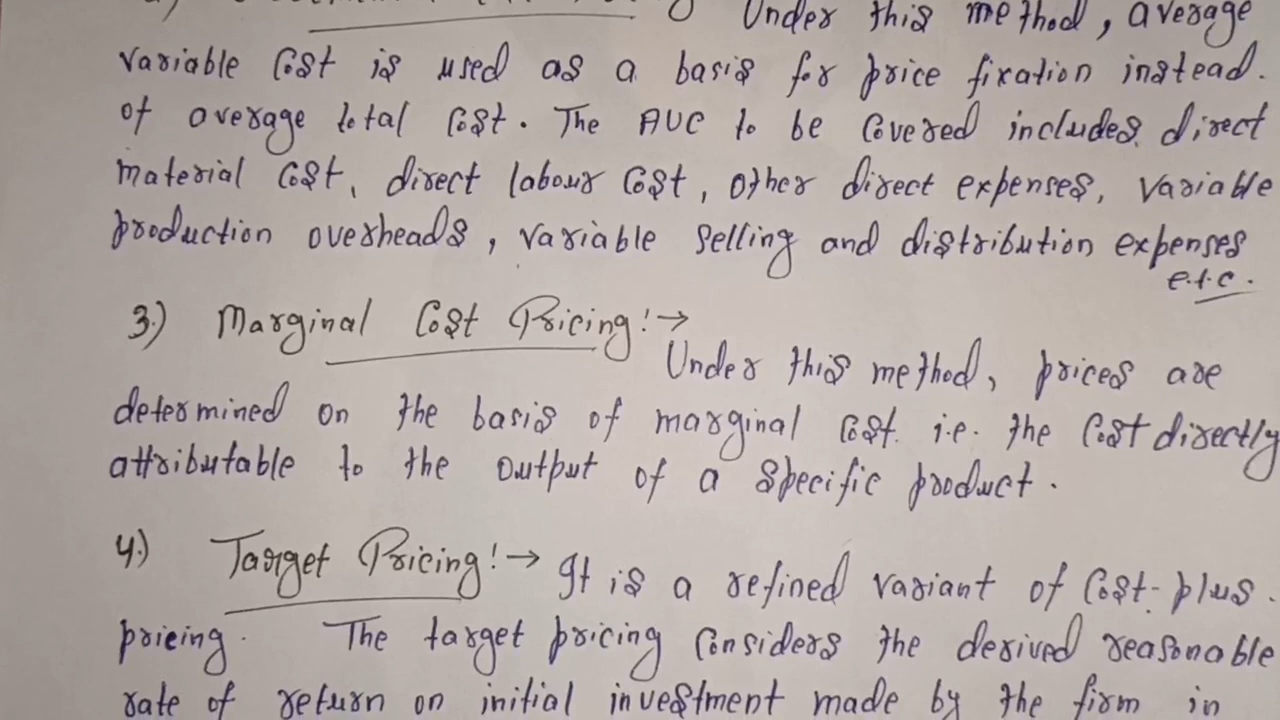 Under this method, average
variable Cost is used as a basis for price fixation instead.
of average total Cost. The AVC to be Covered includes direct
material Cost, direct labour Cost, other direct expenses, variable
production overheads, variable selling and distribution expenses
e.t.c.
3.) Marginal Cost Pricing:→
Under this method, prices are
determined on the basis of marginal Cost. i.e. the Cost directly
attributable to the output of a specific product.
4.) Target Pricing:→ It is a refined variant of Cost-plus.
pricing. The target pricing Considers the derived reasonable
rate of return on initial investment made by the firm in